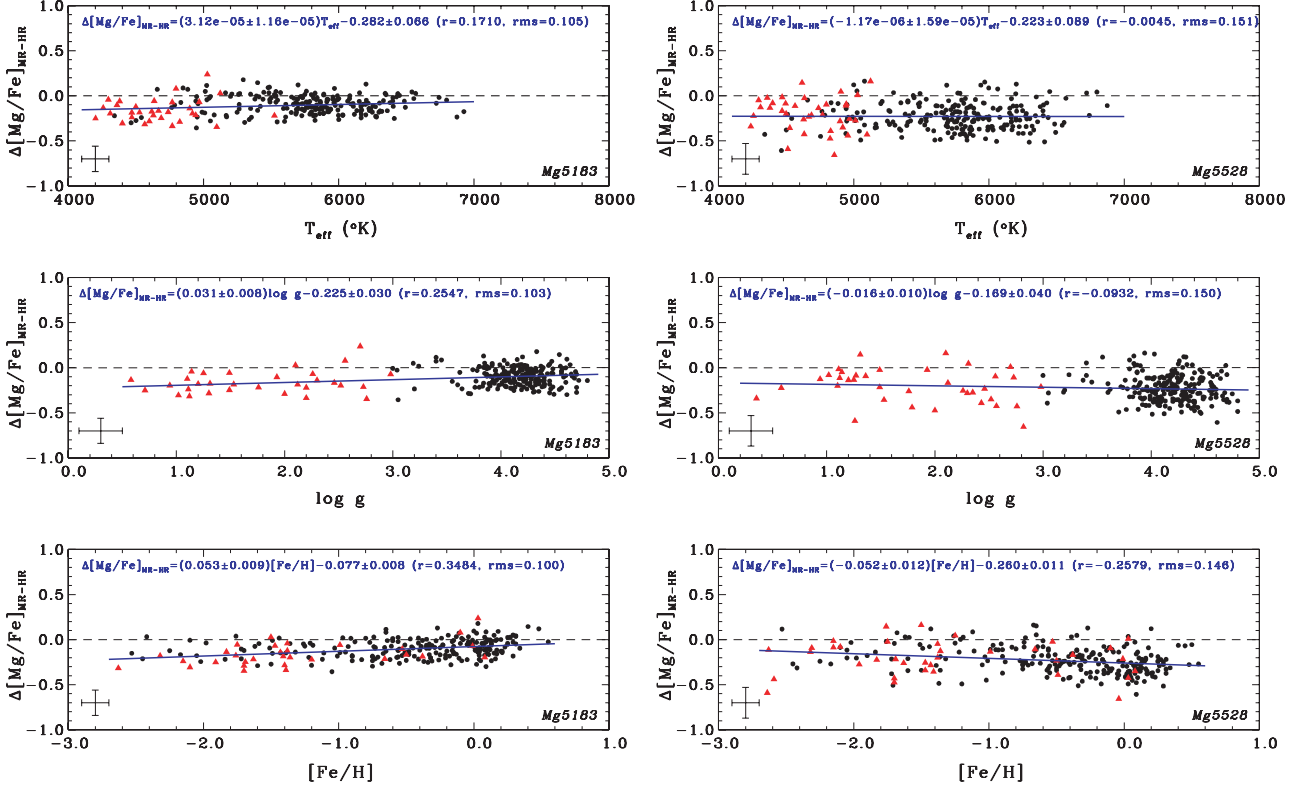 Δ[Mg/Fe]MR-HR=(3.12e-05±1.16e-05)Teff-0.282±0.066 (r=0.1710, rms=0.105)
1.0
0.5
0.0
−0.5
−1.0
Δ[Mg/Fe]MR-HR
Mg5183
4000 5000 6000 7000 8000
Teff (°K)
Δ[Mg/Fe]MR-HR=(-1.17e-06±1.59e-05)Teff-0.223±0.089 (r=-0.0045, rms=0.151)
1.0
0.5
0.0
−0.5
−1.0
Δ[Mg/Fe]MR-HR
Mg5528
4000 5000 6000 7000 8000
Teff (°K)
Δ[Mg/Fe]MR-HR=(0.031±0.008)log g-0.225±0.030 (r=0.2547, rms=0.103)
1.0
0.5
0.0
−0.5
−1.0
Δ[Mg/Fe]MR-HR
Mg5183
0.0 1.0 2.0 3.0 4.0 5.0
log g
Δ[Mg/Fe]MR-HR=(-0.016±0.010)log g-0.169±0.040 (r=-0.0932, rms=0.150)
1.0
0.5
0.0
−0.5
−1.0
Δ[Mg/Fe]MR-HR
Mg5528
0.0 1.0 2.0 3.0 4.0 5.0
log g
Δ[Mg/Fe]MR-HR=(0.053±0.009)[Fe/H]-0.077±0.008 (r=0.3484, rms=0.100)
1.0
0.5
0.0
−0.5
−1.0
Δ[Mg/Fe]MR-HR
Mg5183
−3.0 −2.0 −1.0 0.0 1.0
[Fe/H]
Δ[Mg/Fe]MR-HR=(-0.052±0.012)[Fe/H]-0.260±0.011 (r=-0.2579, rms=0.146)
1.0
0.5
0.0
−0.5
−1.0
Δ[Mg/Fe]MR-HR
Mg5528
−3.0 −2.0 −1.0 0.0 1.0
[Fe/H]